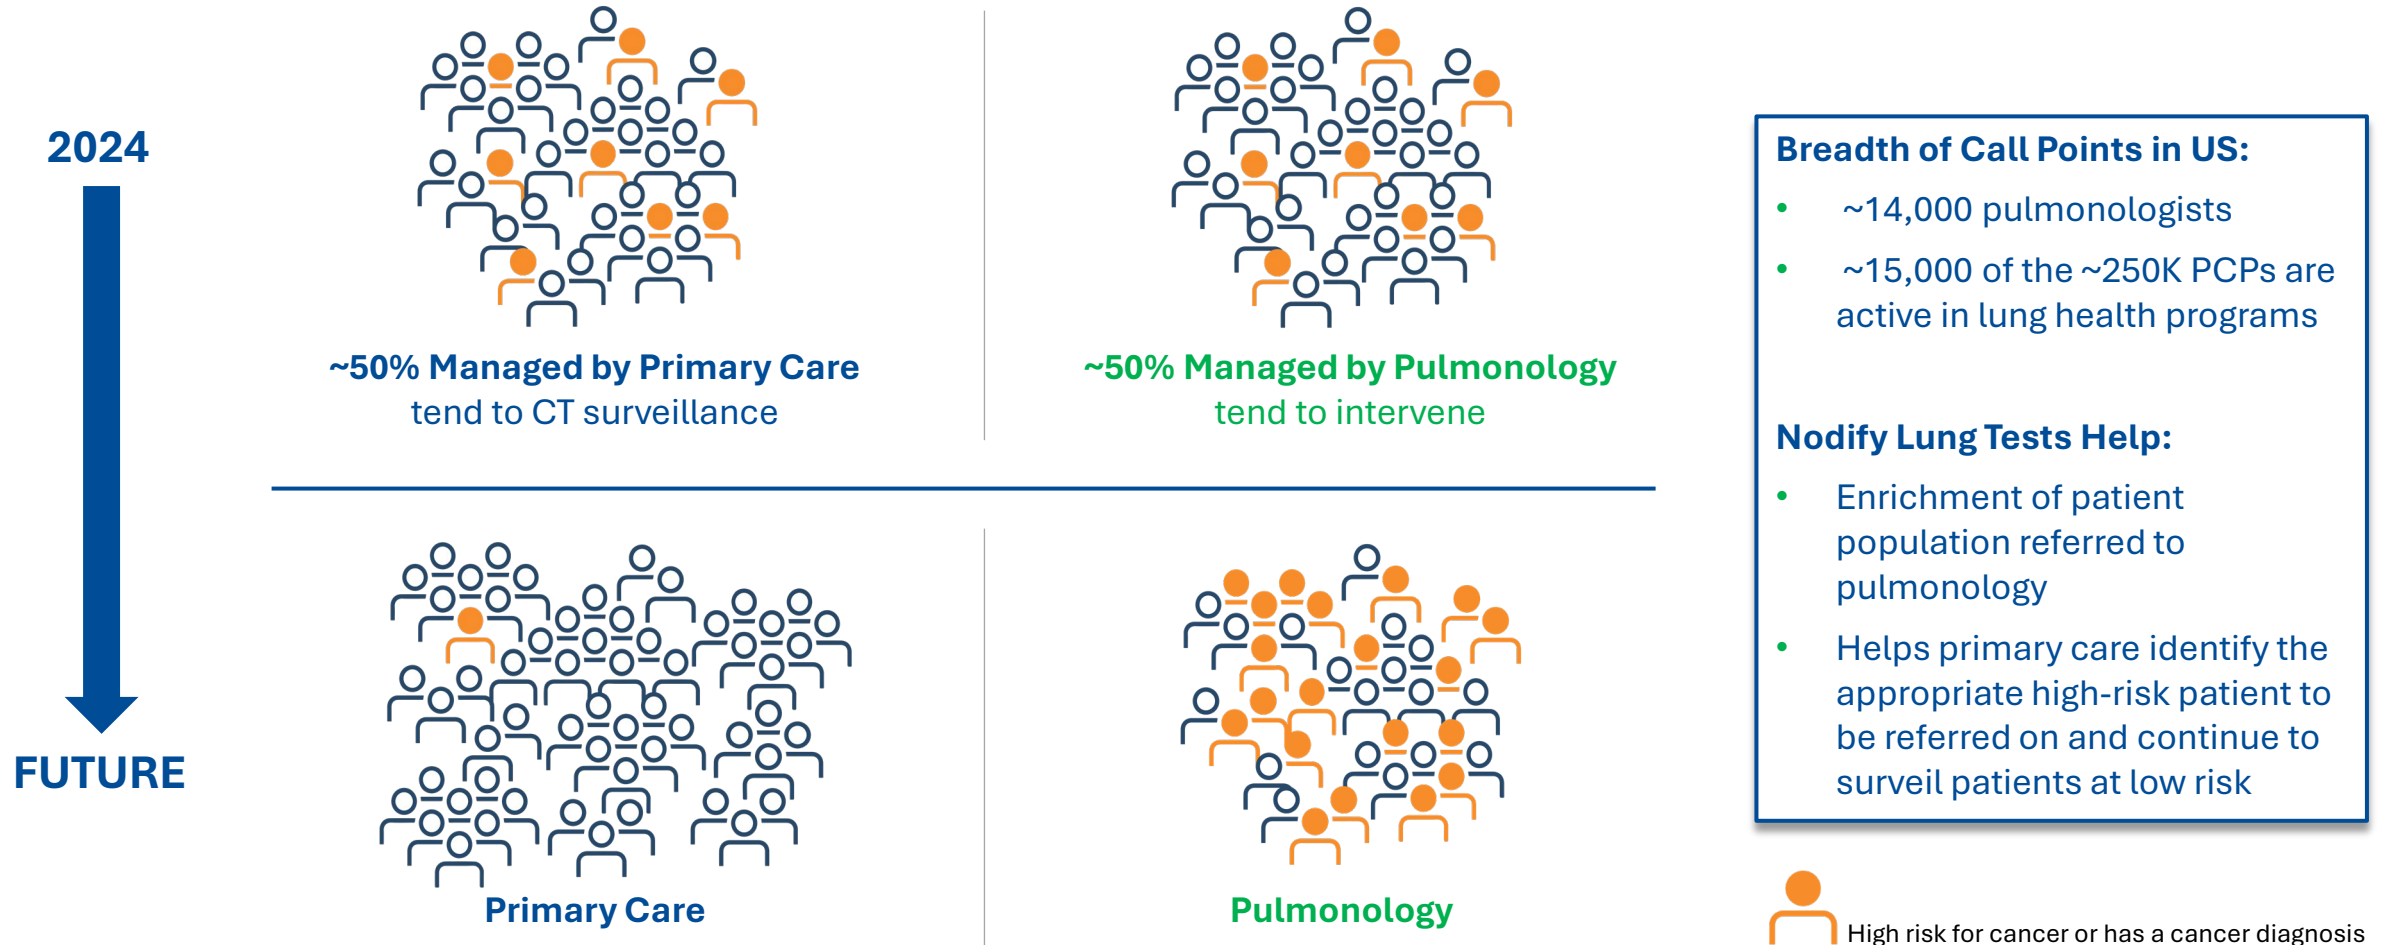 2024
FUTURE
~50% Managed by Primary Care
tend to CT surveillance
~50% Managed by Pulmonology
tend to intervene
Primary Care
Pulmonology
Breadth of Call Points in US:
• ~14,000 pulmonologists
• ~15,000 of the ~250K PCPs are
active in lung health programs
Nodify Lung Tests Help:
• Enrichment of patient
population referred to
pulmonology
• Helps primary care identify the
appropriate high-risk patient to
be referred on and continue to
surveil patients at low risk
High risk for cancer or has a cancer diagnosis